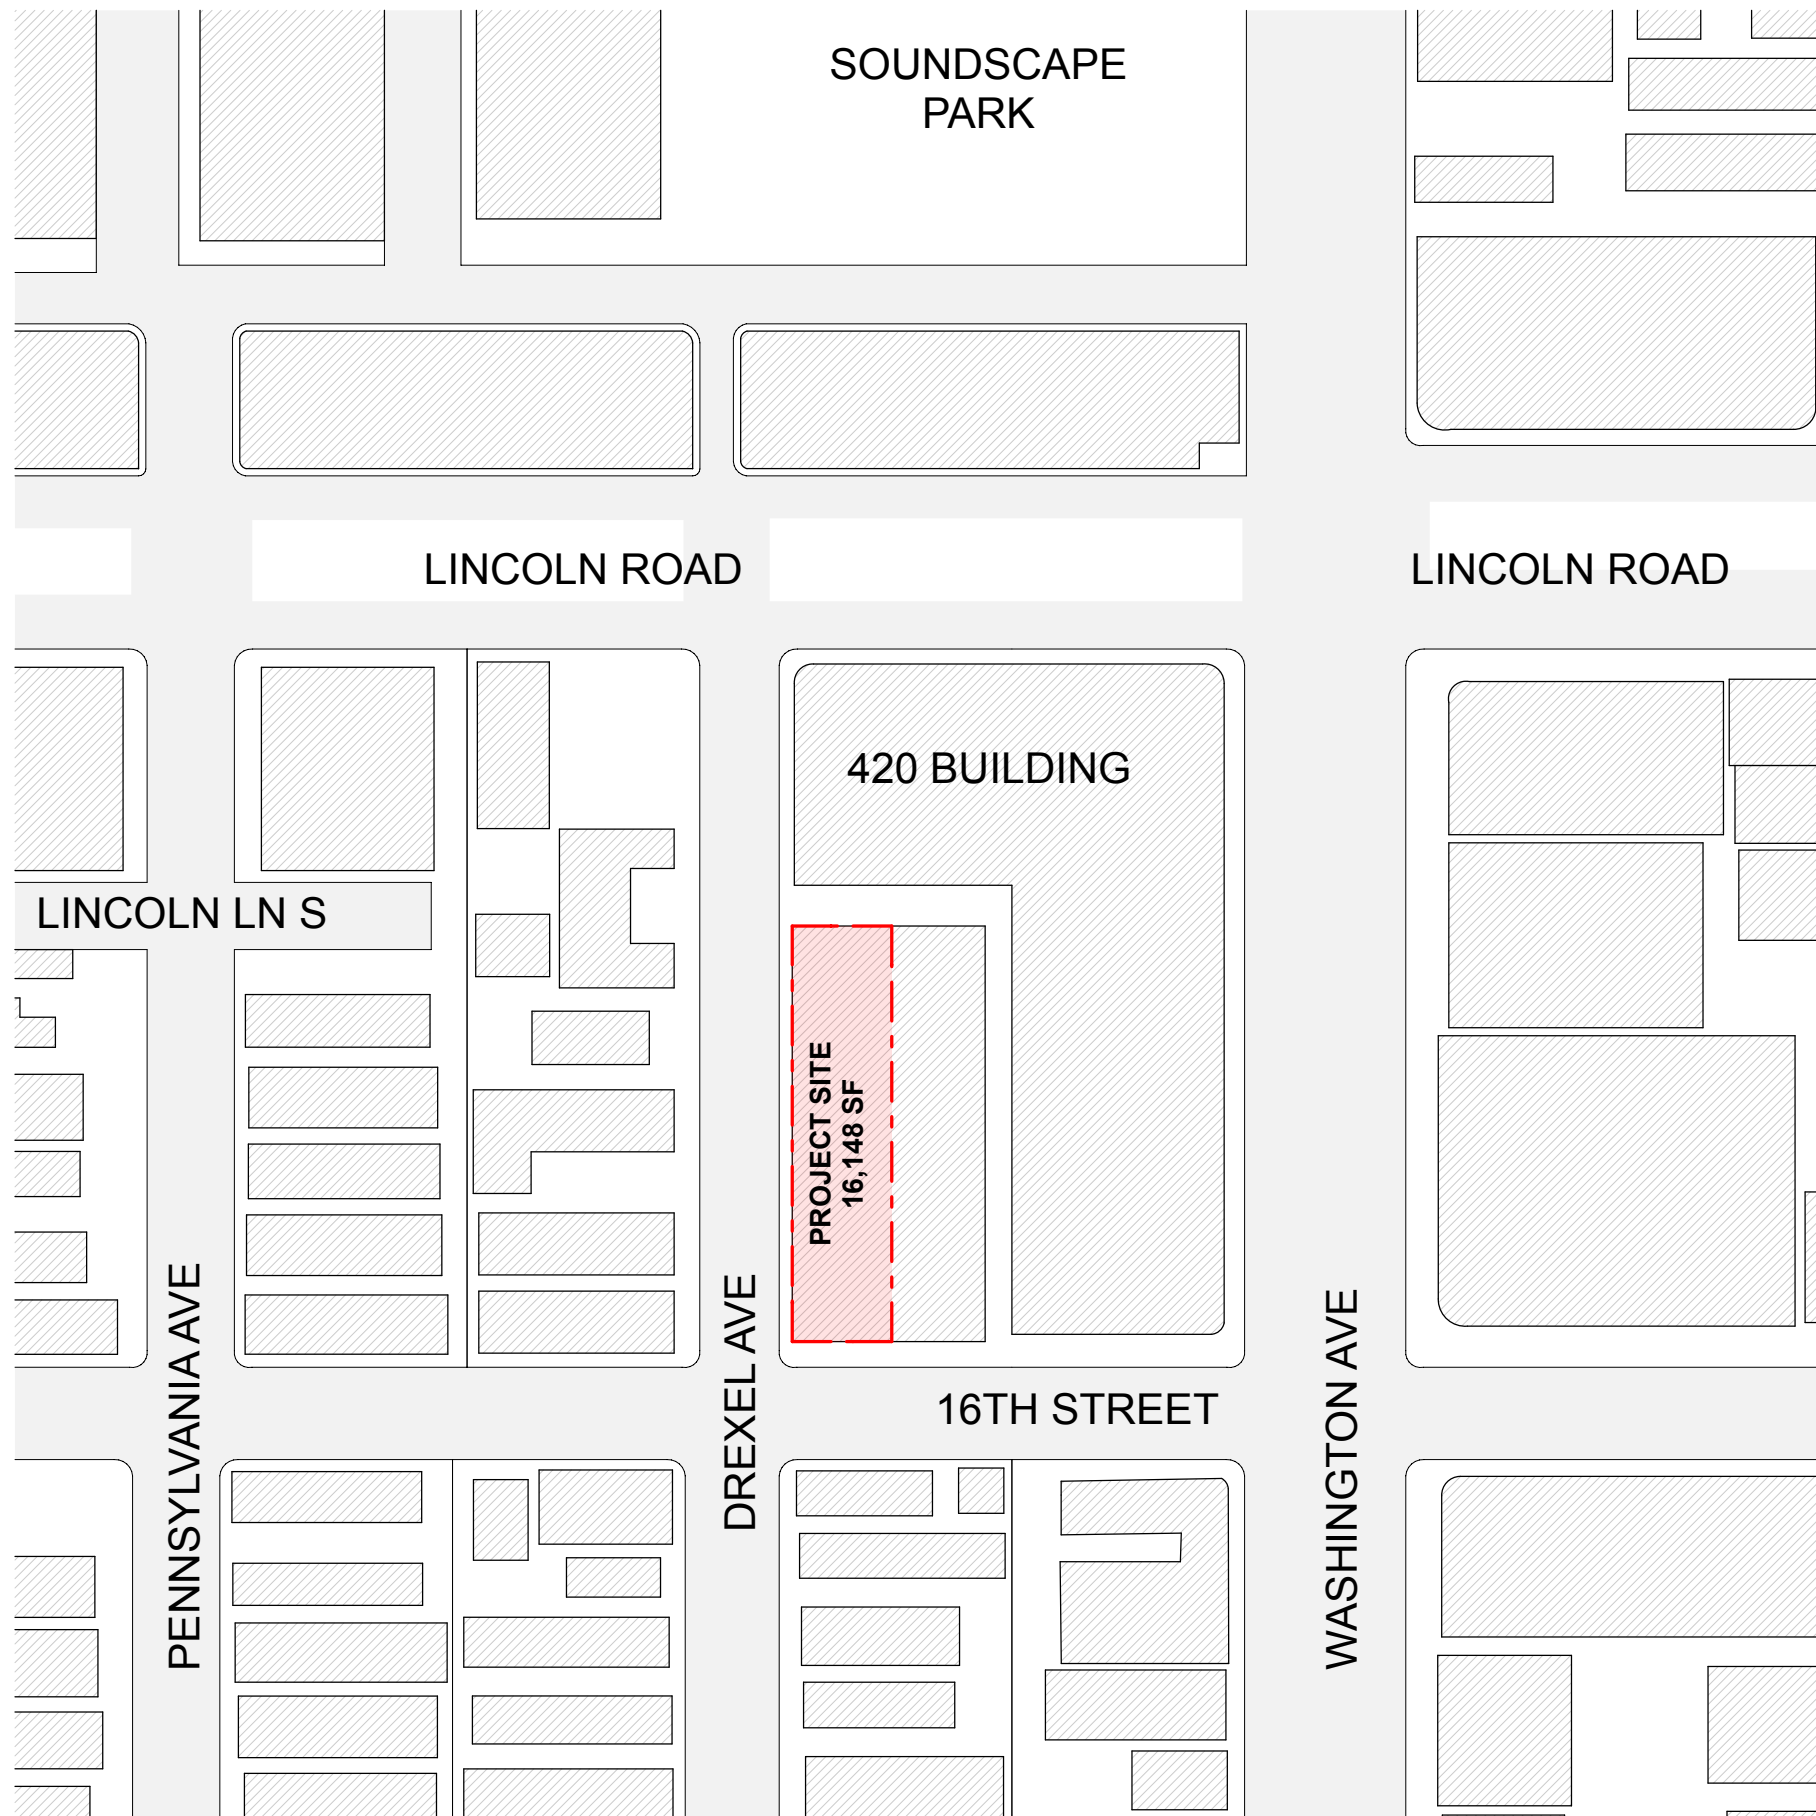 SOUNDSCAPE
PARK
LINCOLN ROAD
LINCOLN ROAD
420 BUILDING
LINCOLN LN S
PROJECT SITE
16,148 SF
PENNSYLVANIA AVE
DREXEL AVE
WASHINGTON AVE
16TH STREET